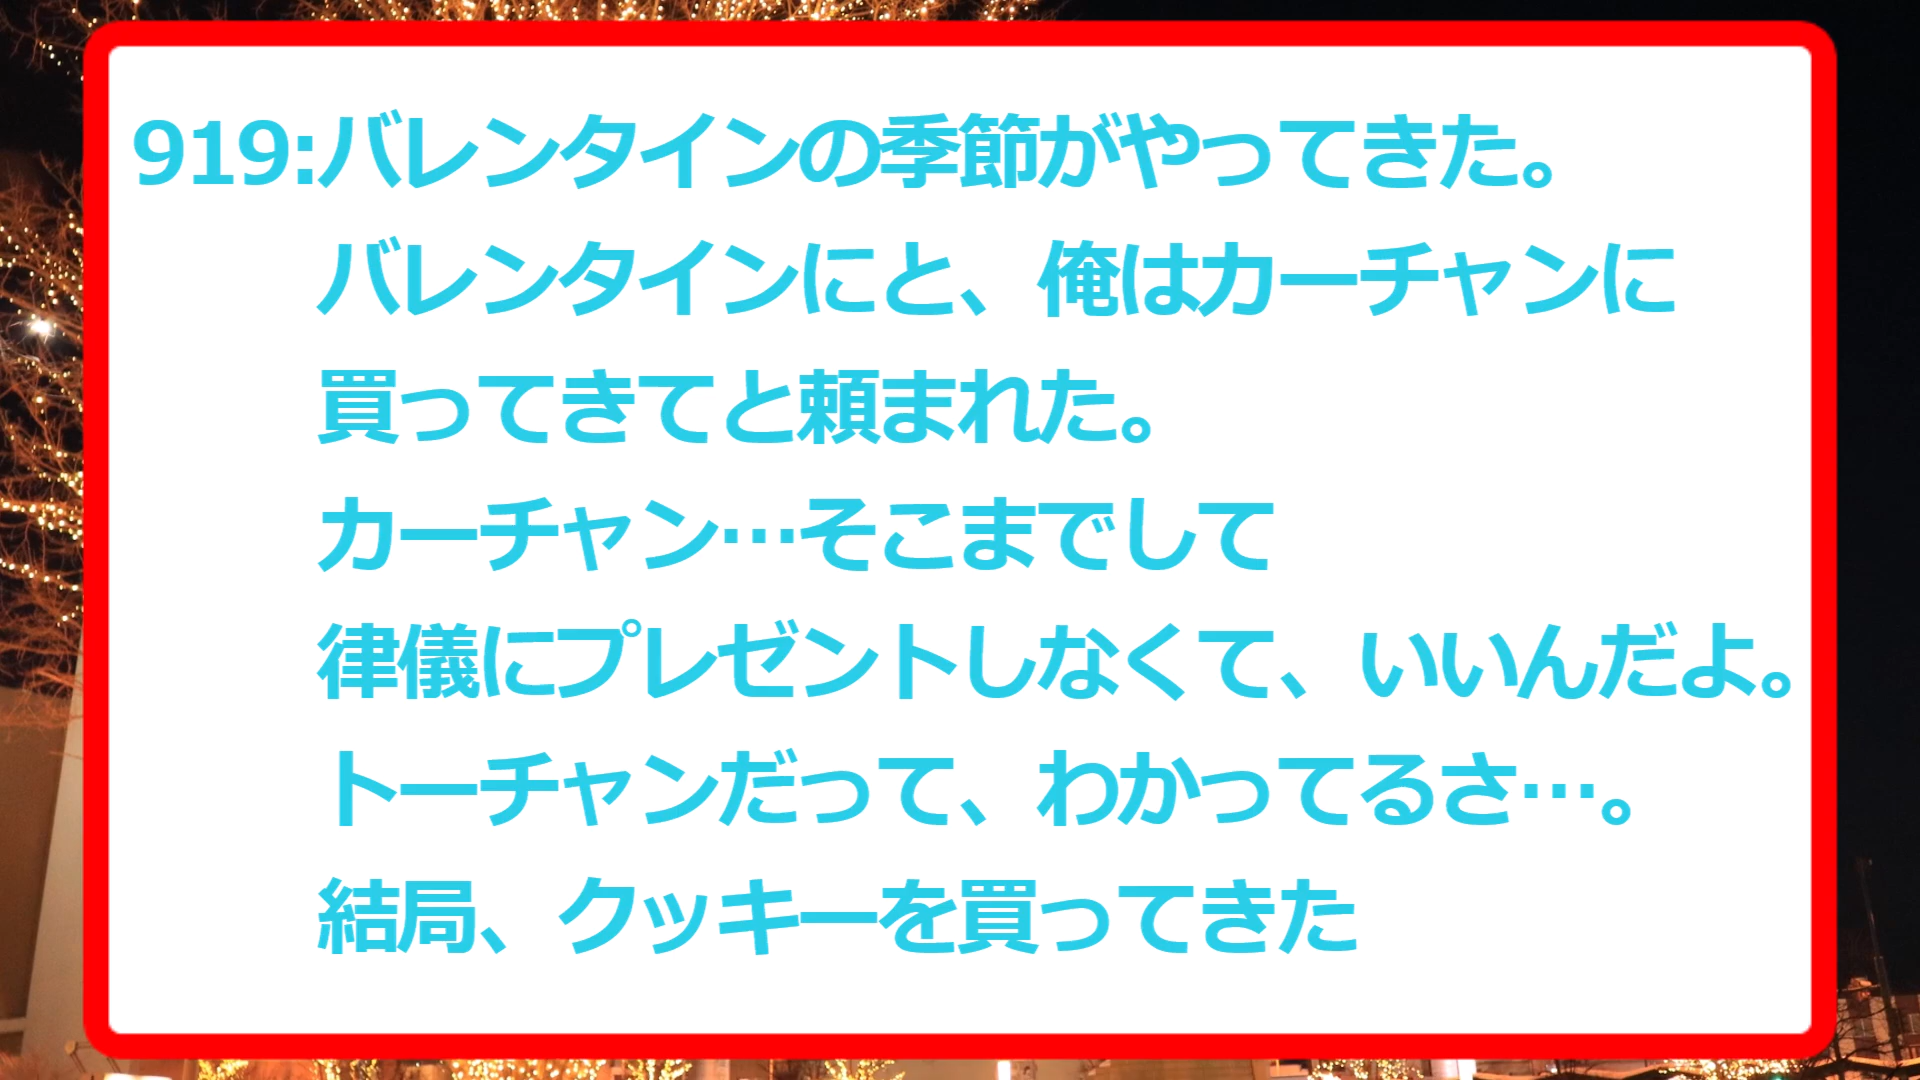 919:バレンタインの季節がやってきた。
バレンタインにと、俺はカーチャンに
買ってきてと頼まれた。
カーチャン…そこまでして
律儀にプレゼントしなくて、いいんだよ。
トーチャンだって、わかってるさ…。
結局、クッキーを買ってきた